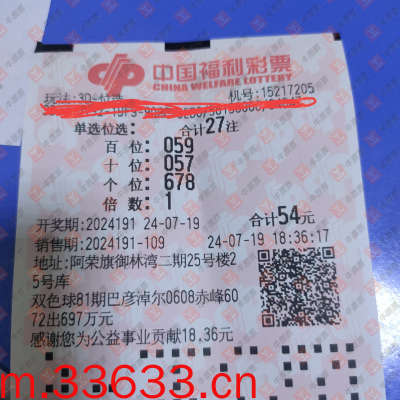 中国福利彩票
CHINA WELFARE LOTTERY
玩法:3D-位选 机号:15217205
单选位选: 合计27注
百位:059
十位:057
个位:678
倍数:1
开奖期:2024191 24-07-19 合计54元
销售期:2024191-109 24-07-19 18:36:17
地址:阿荣旗御林湾二期25号楼2
5号库
双色球81期巴彦淖尔0608赤峰60
72出697万元
感谢您为公益事业贡献18.36元
m.33633.cn